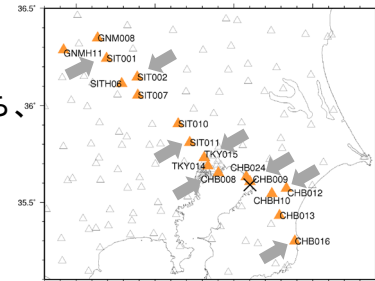 36.5˚
GNM008
GNMH11
SIT001
SIT002
SITH06
SIT007
ら、
36˚
SIT010
SIT011
TKY015
TKY014
CHB024
CHB008
CHB009
CHB012
CHBH10
35.5˚
CHB013
CHB016